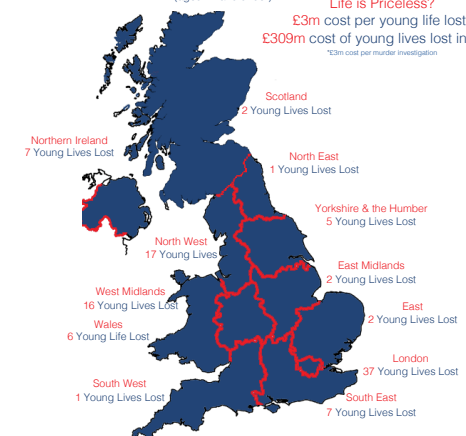 Life is Priceless?
£3m cost per young life lost
£309m cost of young lives lost in
*£3m cost per murder investigation
Scotland
2 Young Lives Lost
Northern Ireland
7 Young Lives Lost
North East
1 Young Lives Lost
Yorkshire & the Humber
5 Young Lives Lost
North West
17 Young Lives
East Midlands
2 Young Lives Lost
West Midlands
16 Young Lives Lost
East
2 Young Lives Lost
Wales
6 Young Life Lost
London
37 Young Lives Lost
South West
1 Young Lives Lost
South East
7 Young Lives Lost